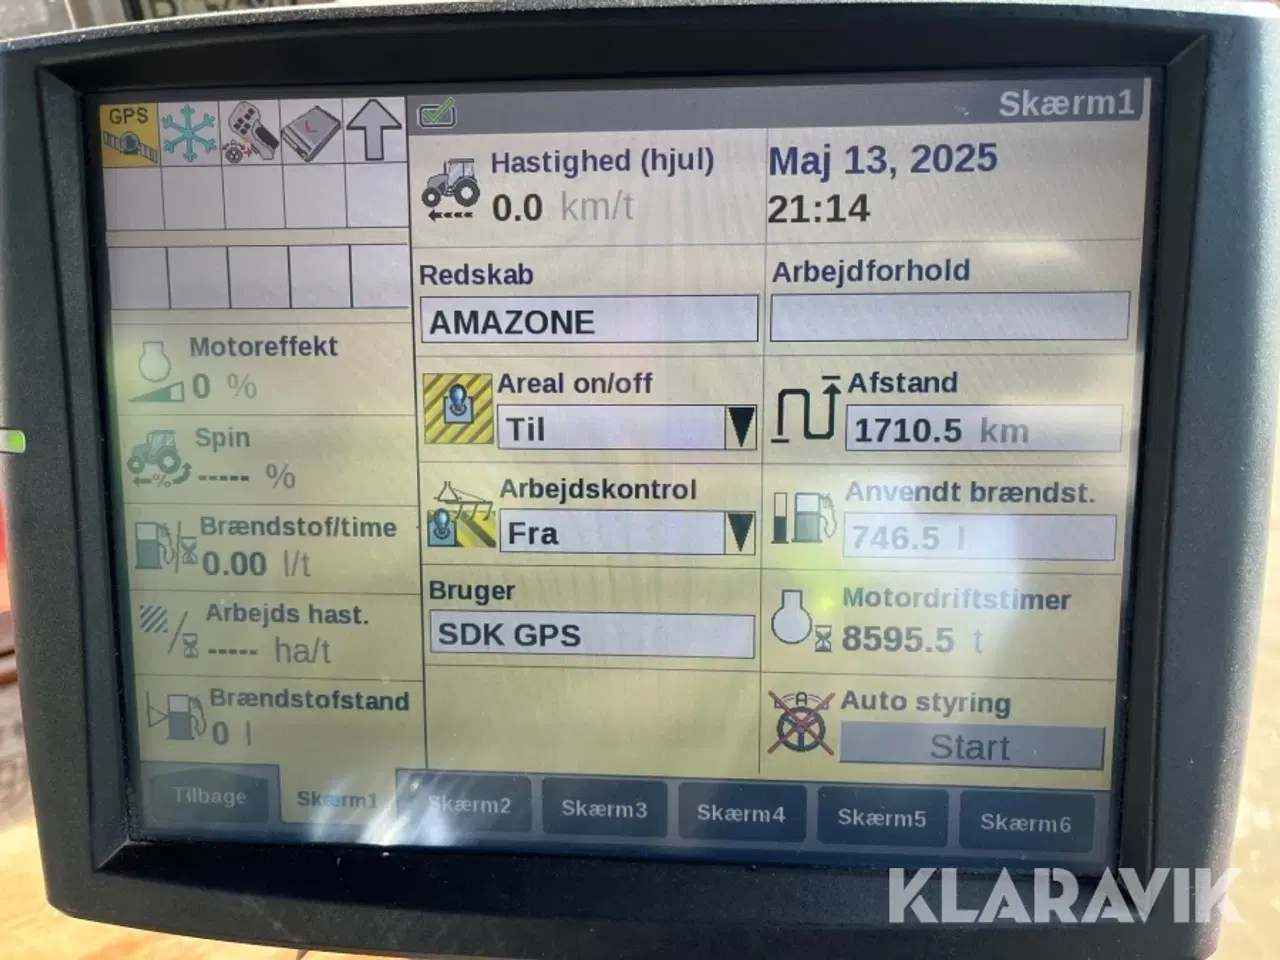 GPS
Skærm1
Hastighed (hjul)
0.0 km/t
Maj 13, 2025
21:14
Redskab
AMAZONE
Arbejdforhold
Motoreffekt
0 %
Areal on/off
Til
Afstand
1710.5 km
Spin
----- %
Arbejdskontrol
Fra
Anvendt brændst.
746.5 l
Brændstof/time
0.00 l/t
Bruger
SDK GPS
Motordriftstimer
8595.5 t
Arbejds hast.
----- ha/t
Brændstofstand
0 l
Auto styring
Start
Tilbage
Skærm1
Skærm2
Skærm3
Skærm4
Skærm5
Skærm6
KLARAVIK